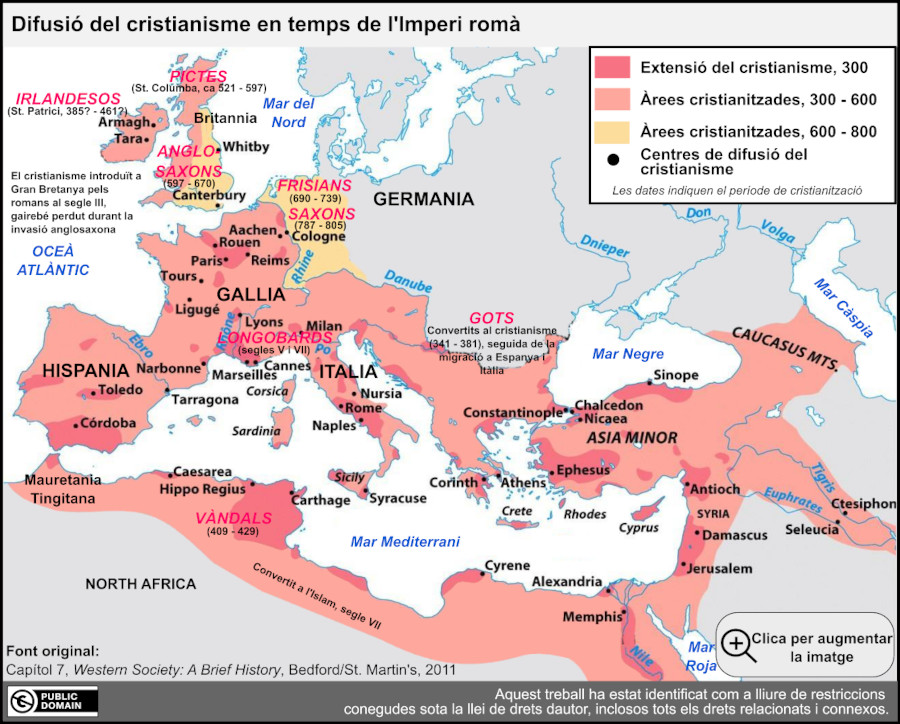 Difusió del cristianisme en temps de l'Imperi romà
Extensió del cristianisme, 300
Àrees cristianitzades, 300 - 600
Àrees cristianitzades, 600 - 800
Centres de difusió del
cristianisme
Les dates indiquen el periode de cristianització
PICTES
(St. Columba, ca 521 - 597)
IRLANDESOS
(St. Patrici, 385? - 461?)
Armagh
Tara
Britannia
Mar del
Nord
Whitby
ANGLO-
SAXONS
(597 - 670)
Canterbury
El cristianisme introduït a
Gran Bretanya pels
romans al segle III,
gairebé perdut durant la
invasió anglosaxona
FRISIANS
(690 - 739)
SAXONS
(787 - 805)
GERMANIA
OCEÀ
ATLÀNTIC
Aachen
Cologne
Rouen
Paris
Reims
Rhine
Tours
GALLIA
Ligugé
Danube
Dnieper
Don
Volga
Mar Càspia
Lyons
Rhône
LONGOBARDS
(segles V i VII)
Milan
Po
GOTS
Convertits al cristianisme
(341 - 381), seguida de la
migració a Espanya i
Itàlia
CAUCASUS MTS.
Mar Negre
Sinope
Ebro
HISPANIA
Narbonne
Marseilles
Cannes
ITALIA
Corsica
Toledo
Tarragona
Nursia
Rome
Naples
Córdoba
Sardinia
Constantinople
Chalcedon
Nicaea
ASIA MINOR
Mauretania
Tingitana
Caesarea
Hippo Regius
Carthage
Sicily
Syracuse
Corinth
Athens
Ephesus
Antioch
Tigris
Euphrates
Ctesiphon
Seleucia
VÀNDALS
(409 - 429)
Crete
Rhodes
Cyprus
SYRIA
Damascus
Mar Mediterrani
Jerusalem
NORTH AFRICA
Convertit a l'Islam, segle VII
Cyrene
Alexandria
Memphis
Nile
Mar
Roja
Clica per augmentar
la imatge
Font original:
Capítol 7, Western Society: A Brief History, Bedford/St. Martin's, 2011
PUBLIC
DOMAIN
Aquest treball ha estat identificat com a lliure de restriccions
conegudes sota la llei de drets dautor, inclosos tots els drets relacionats i connexos.